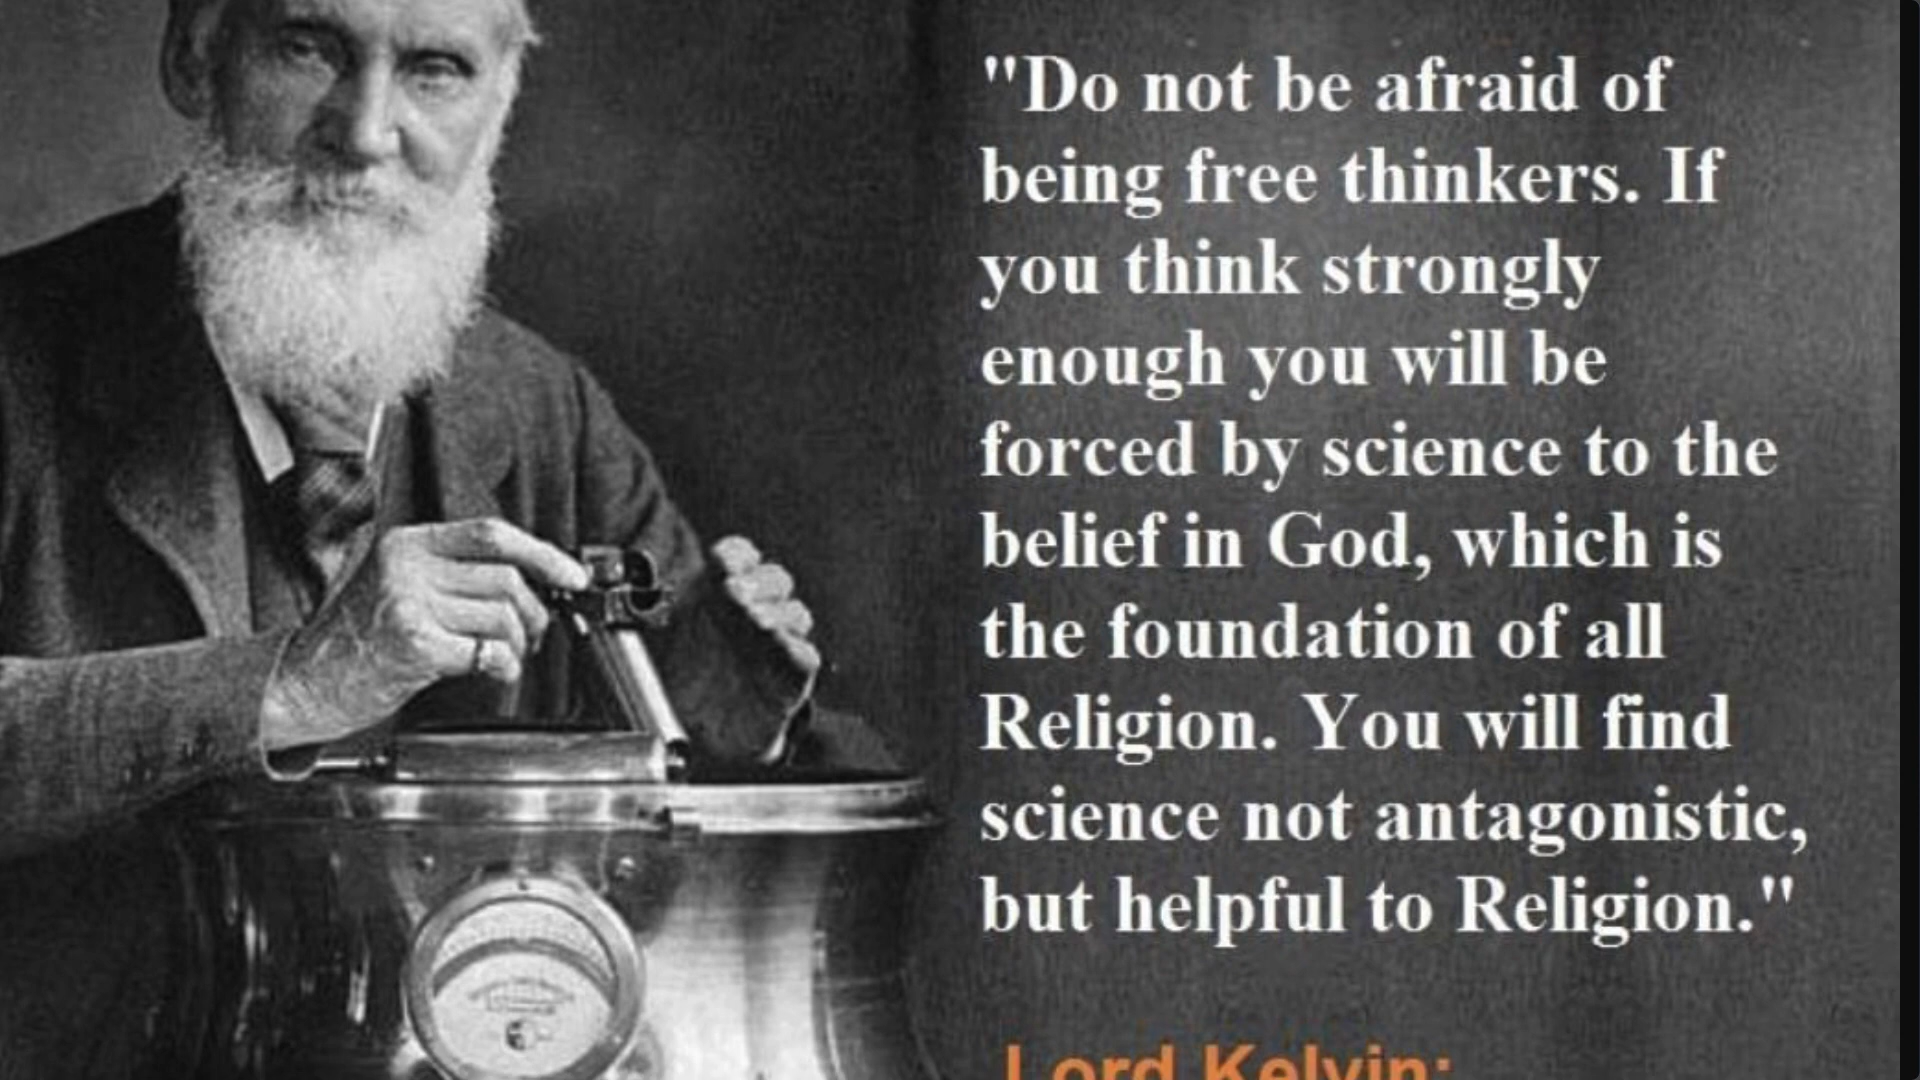 "Do not be afraid of
being free thinkers. If
you think strongly
enough you will be
forced by science to the
belief in God, which is
the foundation of all
Religion. You will find
science not antagonistic,
but helpful to Religion."
Lord Kelvin: